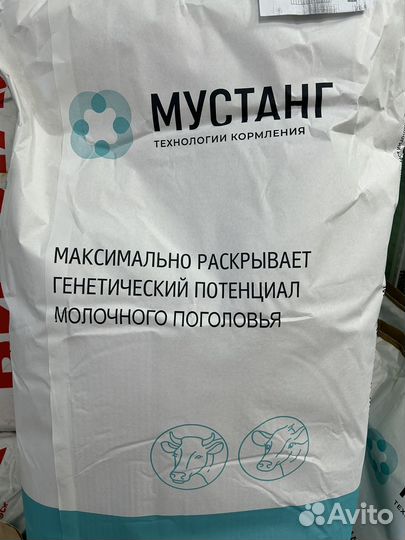 МУСТАНГ
ТЕХНОЛОГИИ КОРМЛЕНИЯ
МАКСИМАЛЬНО РАСКРЫВАЕТ
ГЕНЕТИЧЕСКИЙ ПОТЕНЦИАЛ
МОЛОЧНОГО ПОГОЛОВЬЯ
Avito